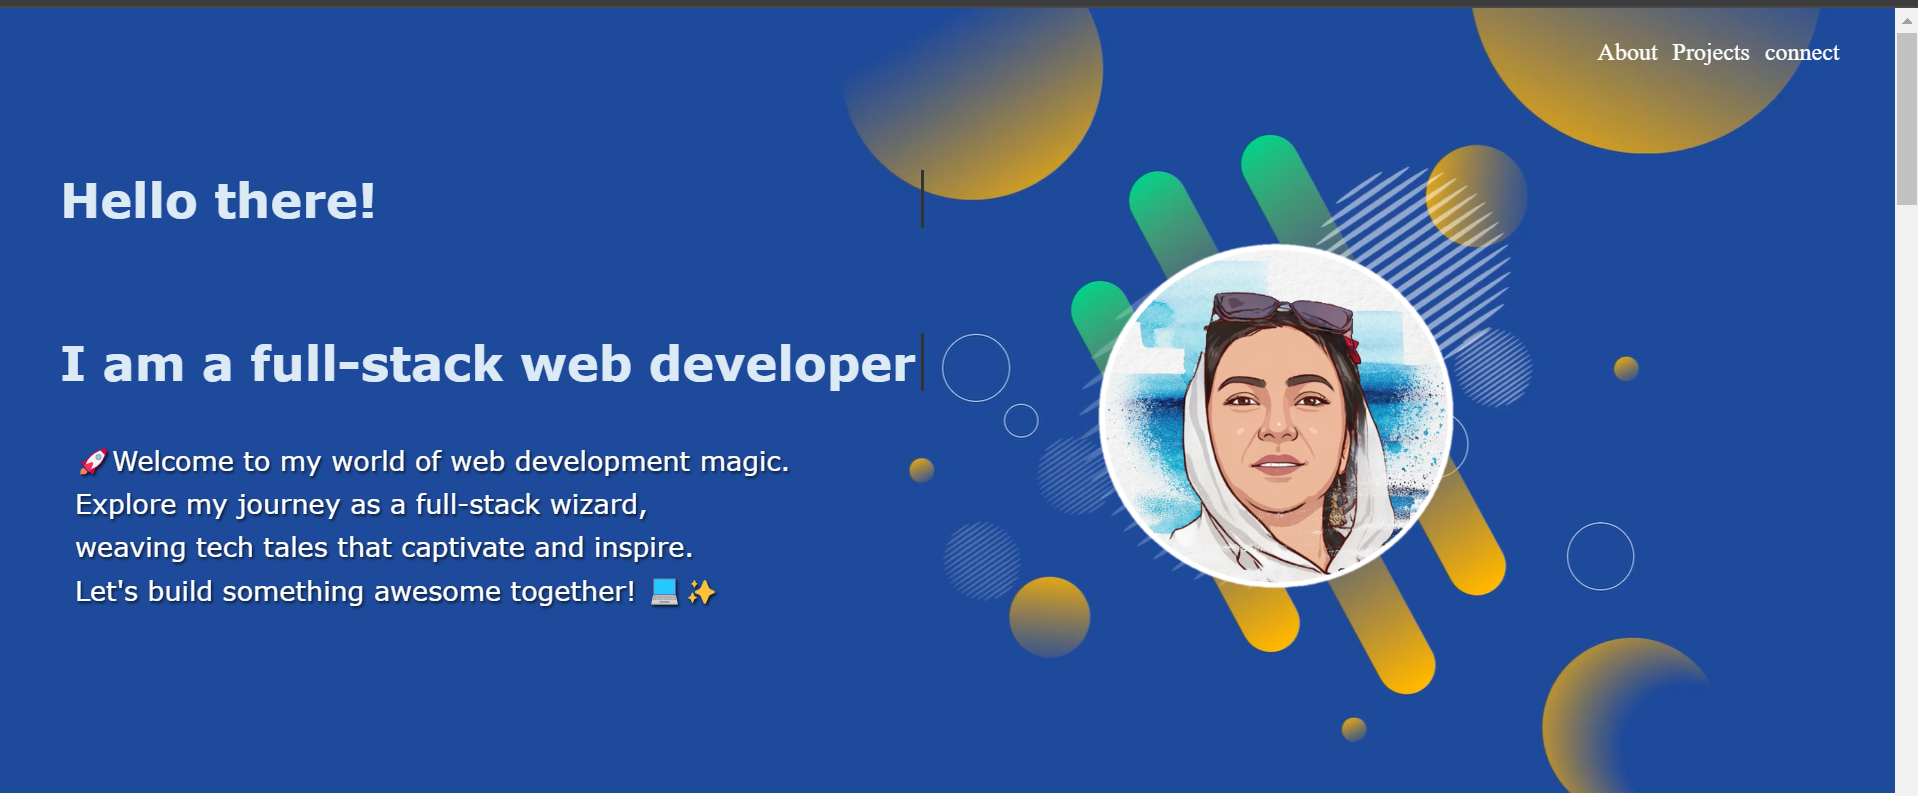 About Projects connect
Hello there!
I am a full-stack web developer
🚀Welcome to my world of web development magic.
Explore my journey as a full-stack wizard,
weaving tech tales that captivate and inspire.
Let's build something awesome together! 💻✨